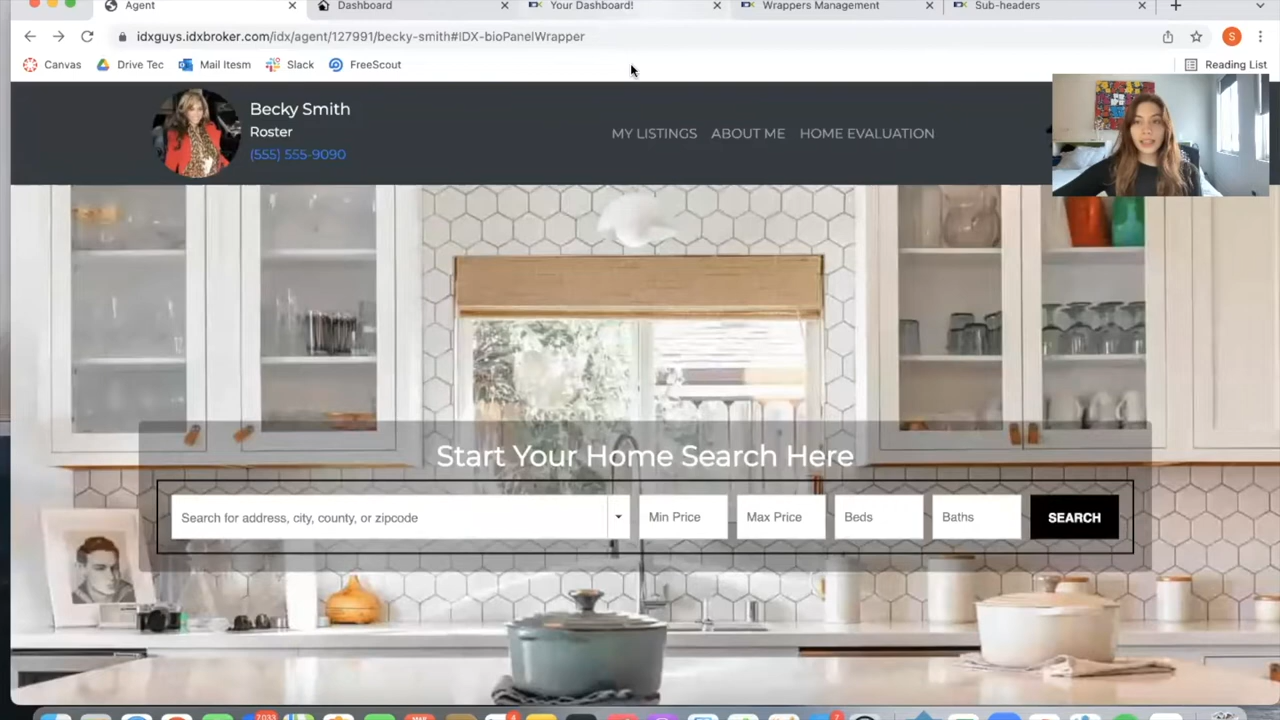 Agent
Dashboard
Your Dashboard!
Wrappers Management
Sub-headers
idxguys.idxbroker.com/idx/agent/127991/becky-smith#IDX-bioPanelWrapper
S
Canvas
Drive Tec
Mail Itesm
Slack
FreeScout
Reading List
Becky Smith
Roster
(555) 555-9090
MY LISTINGS
ABOUT ME
HOME EVALUATION
Start Your Home Search Here
Search for address, city, county, or zipcode
Min Price
Max Price
Beds
Baths
SEARCH